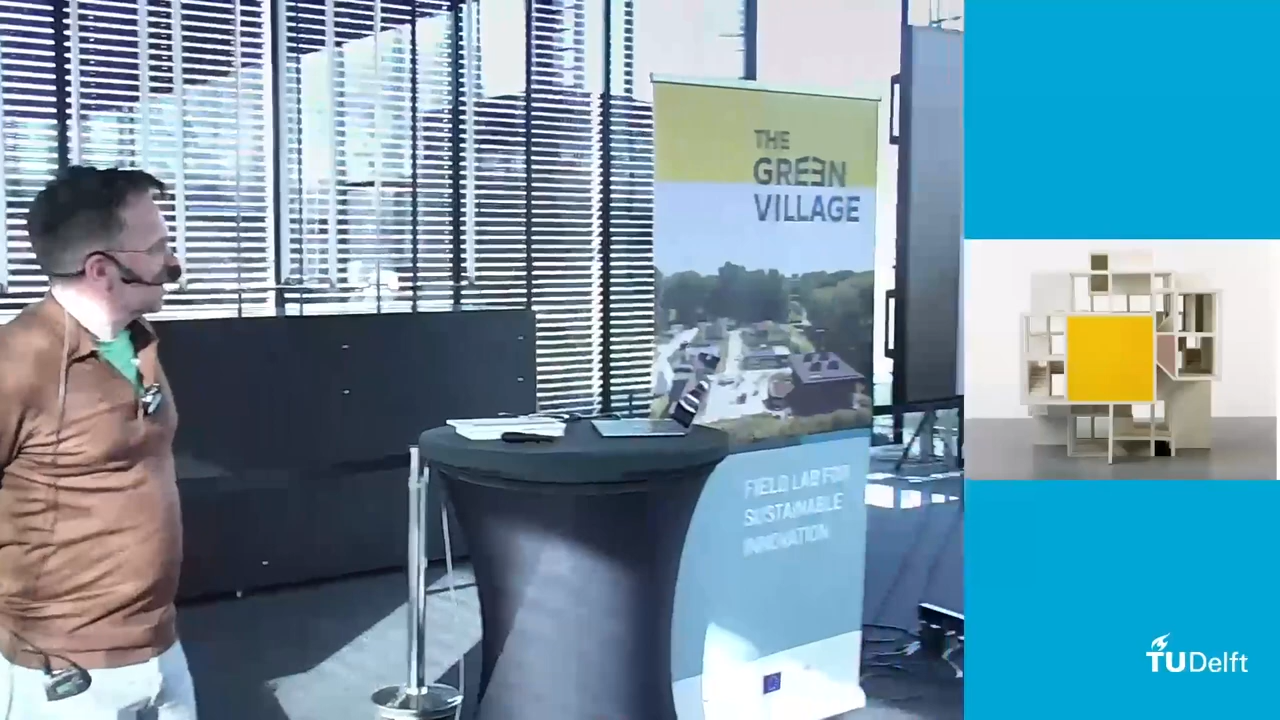 THE
GREEN
VILLAGE
FIELD LAB FOR
SUSTAINABLE
INNOVATION
TUDelft